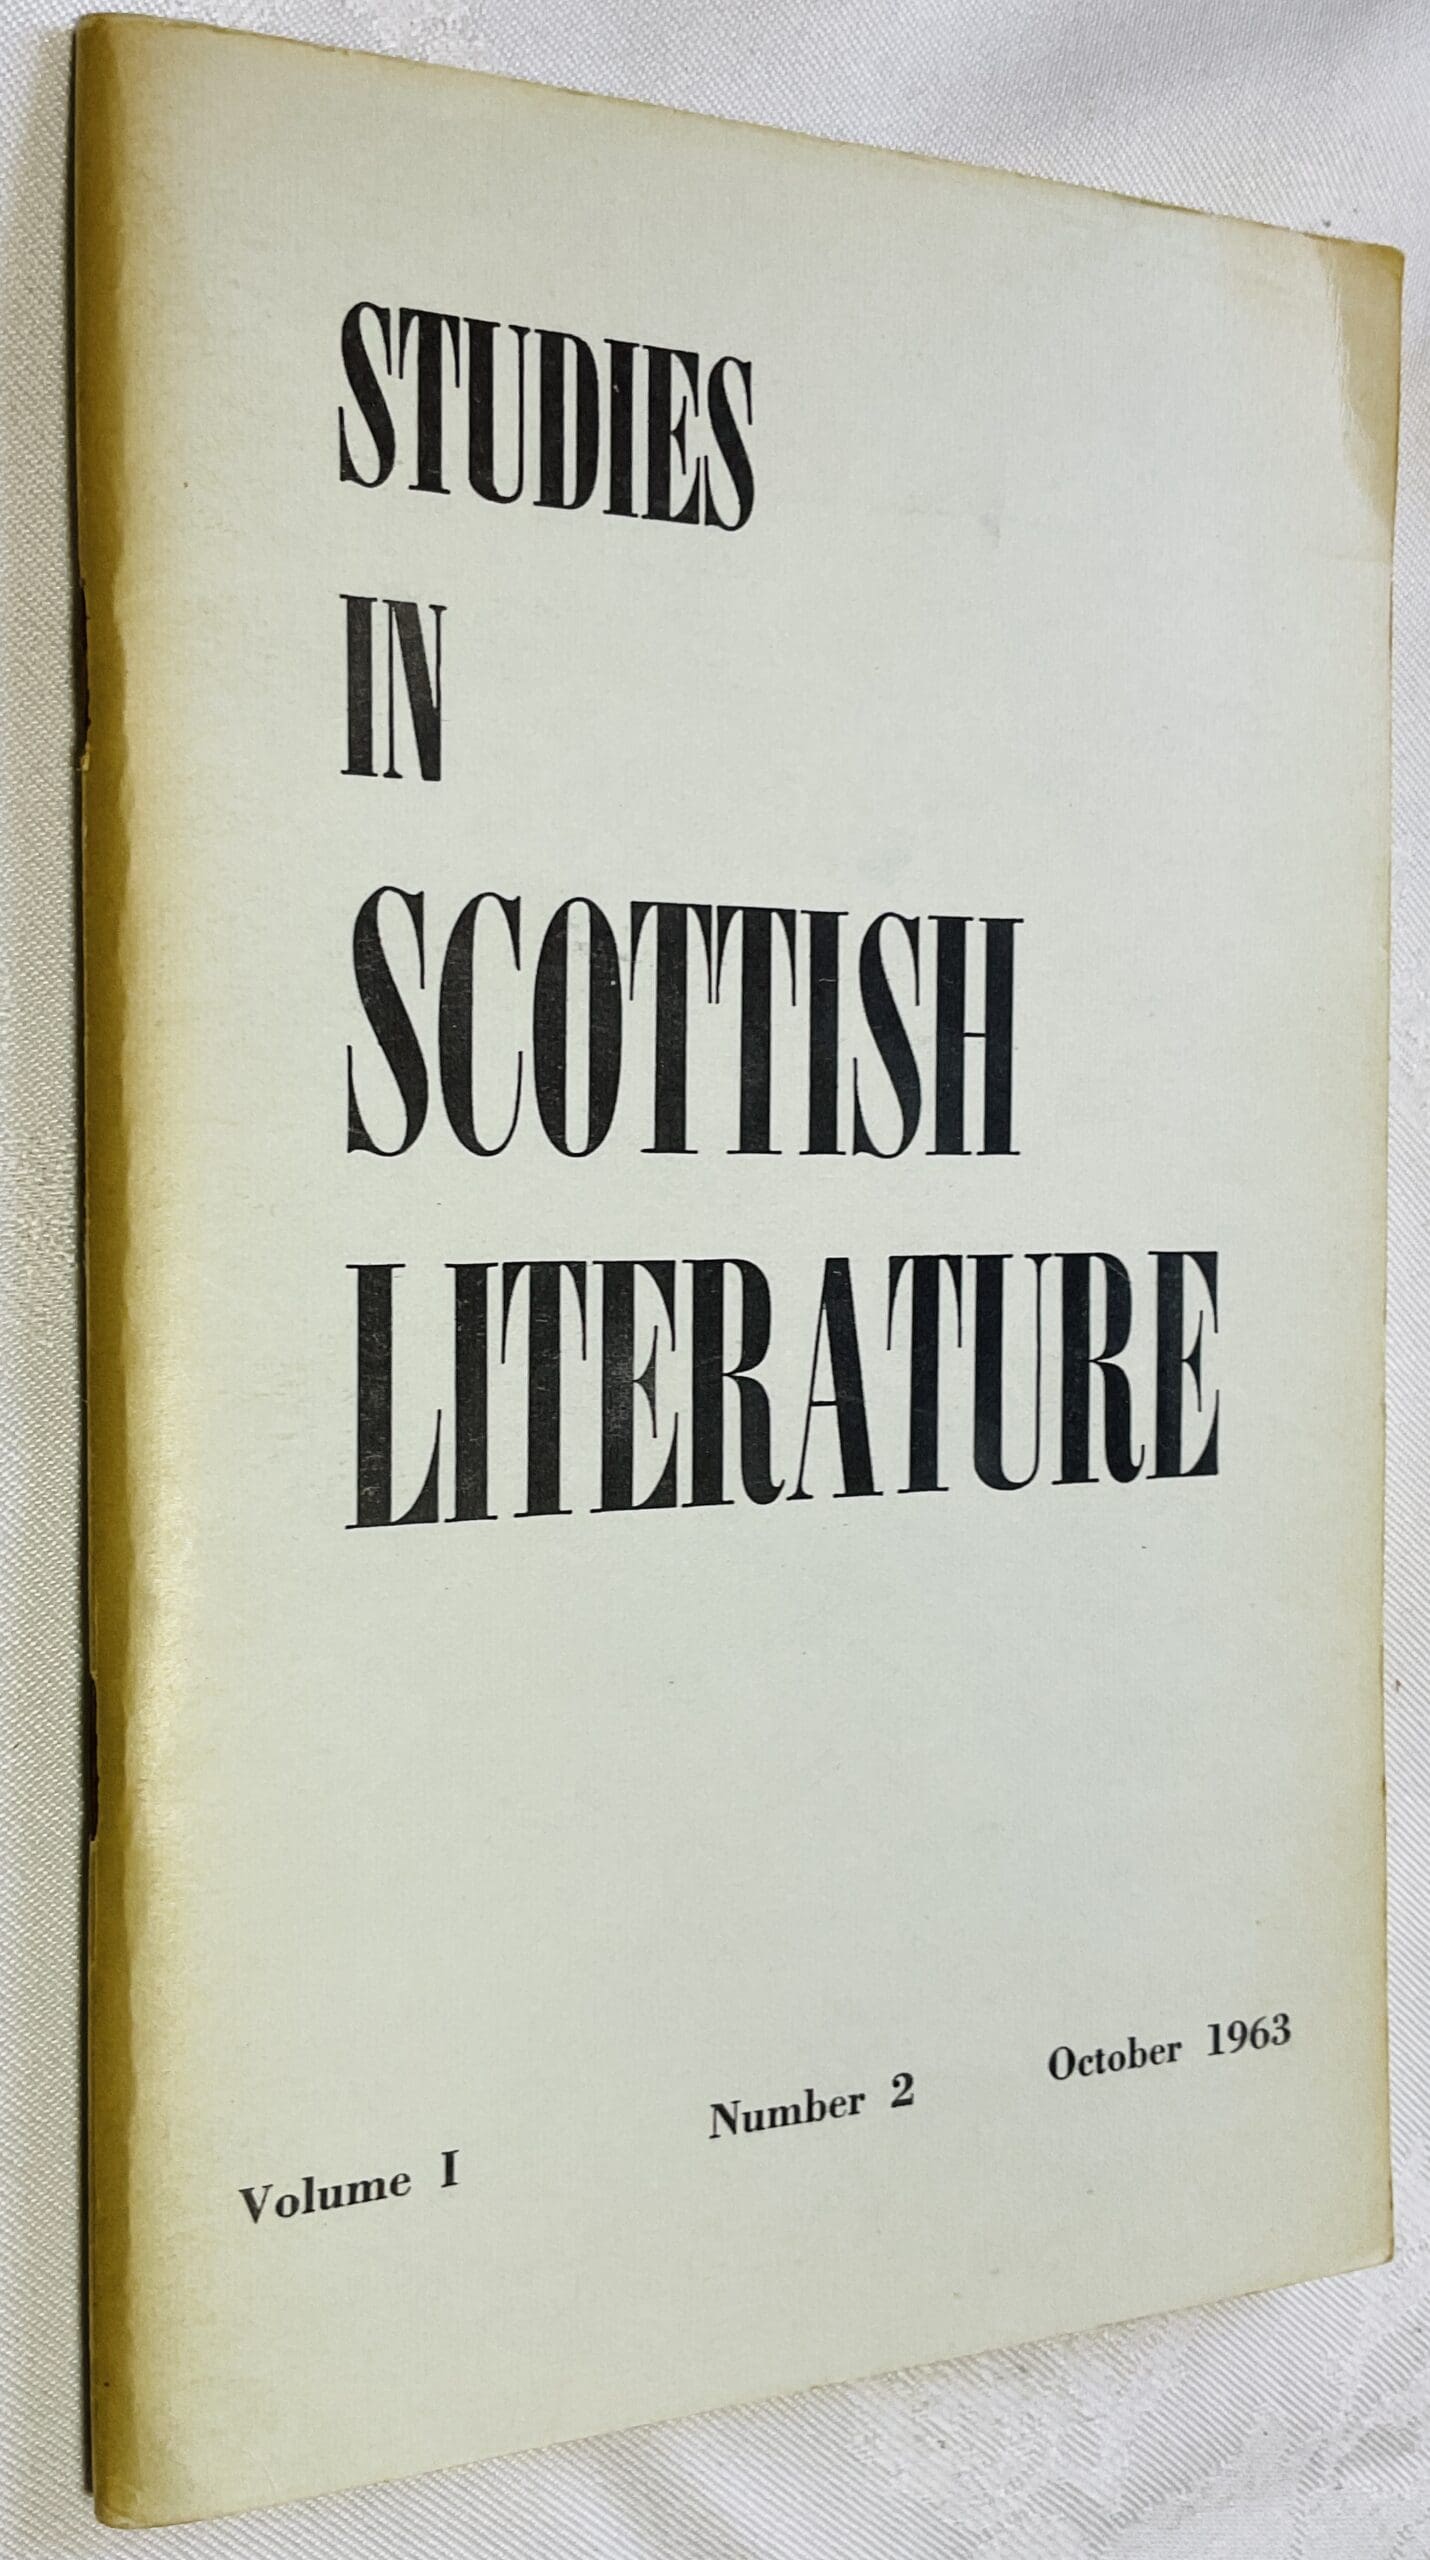 STUDIES
IN
SCOTTISH
LITERATURE
Volume I Number 2 October 1963